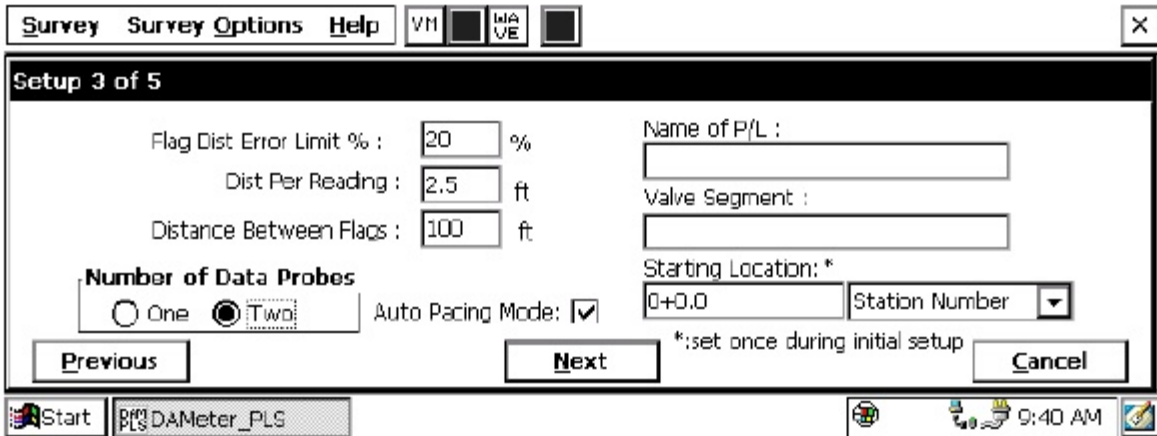 Survey Survey Options Help VM WAVE
Setup 3 of 5
Flag Dist Error Limit % : 20 %
Dist Per Reading : 2.5 ft
Distance Between Flags : 100 ft
Number of Data Probes
One Two
Auto Pacing Mode:
Name of P/L :
Valve Segment :
Starting Location: *
0+0.0 Station Number
*:set once during initial setup
Previous Next Cancel
Start DAMeter_PLS 9:40 AM